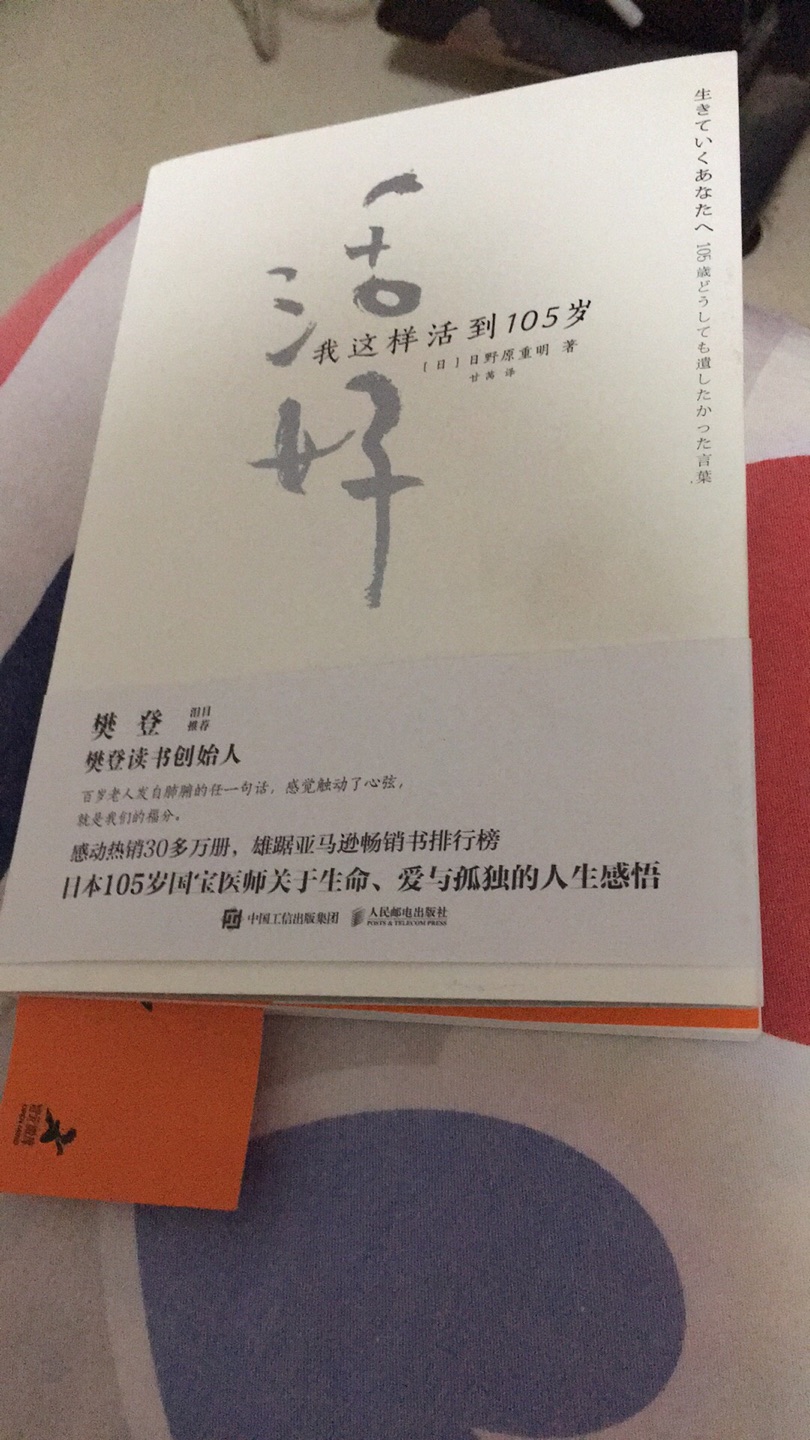 活好
我这样活到105岁
[日]日野原重明 著
甘茜 译
生きていくあなたへ 105歳どうしても遺したかった言葉
樊登 泪目
推荐
樊登读书创始人
百岁老人发自肺腑的任一句话，感觉触动了心弦，
就是我们的福分。
感动热销30多万册，雄踞亚马逊畅销书排行榜
日本105岁国宝医师关于生命、爱与孤独的人生感悟
中国工信出版集团 人民邮电出版社
POSTS & TELECOM PRESS